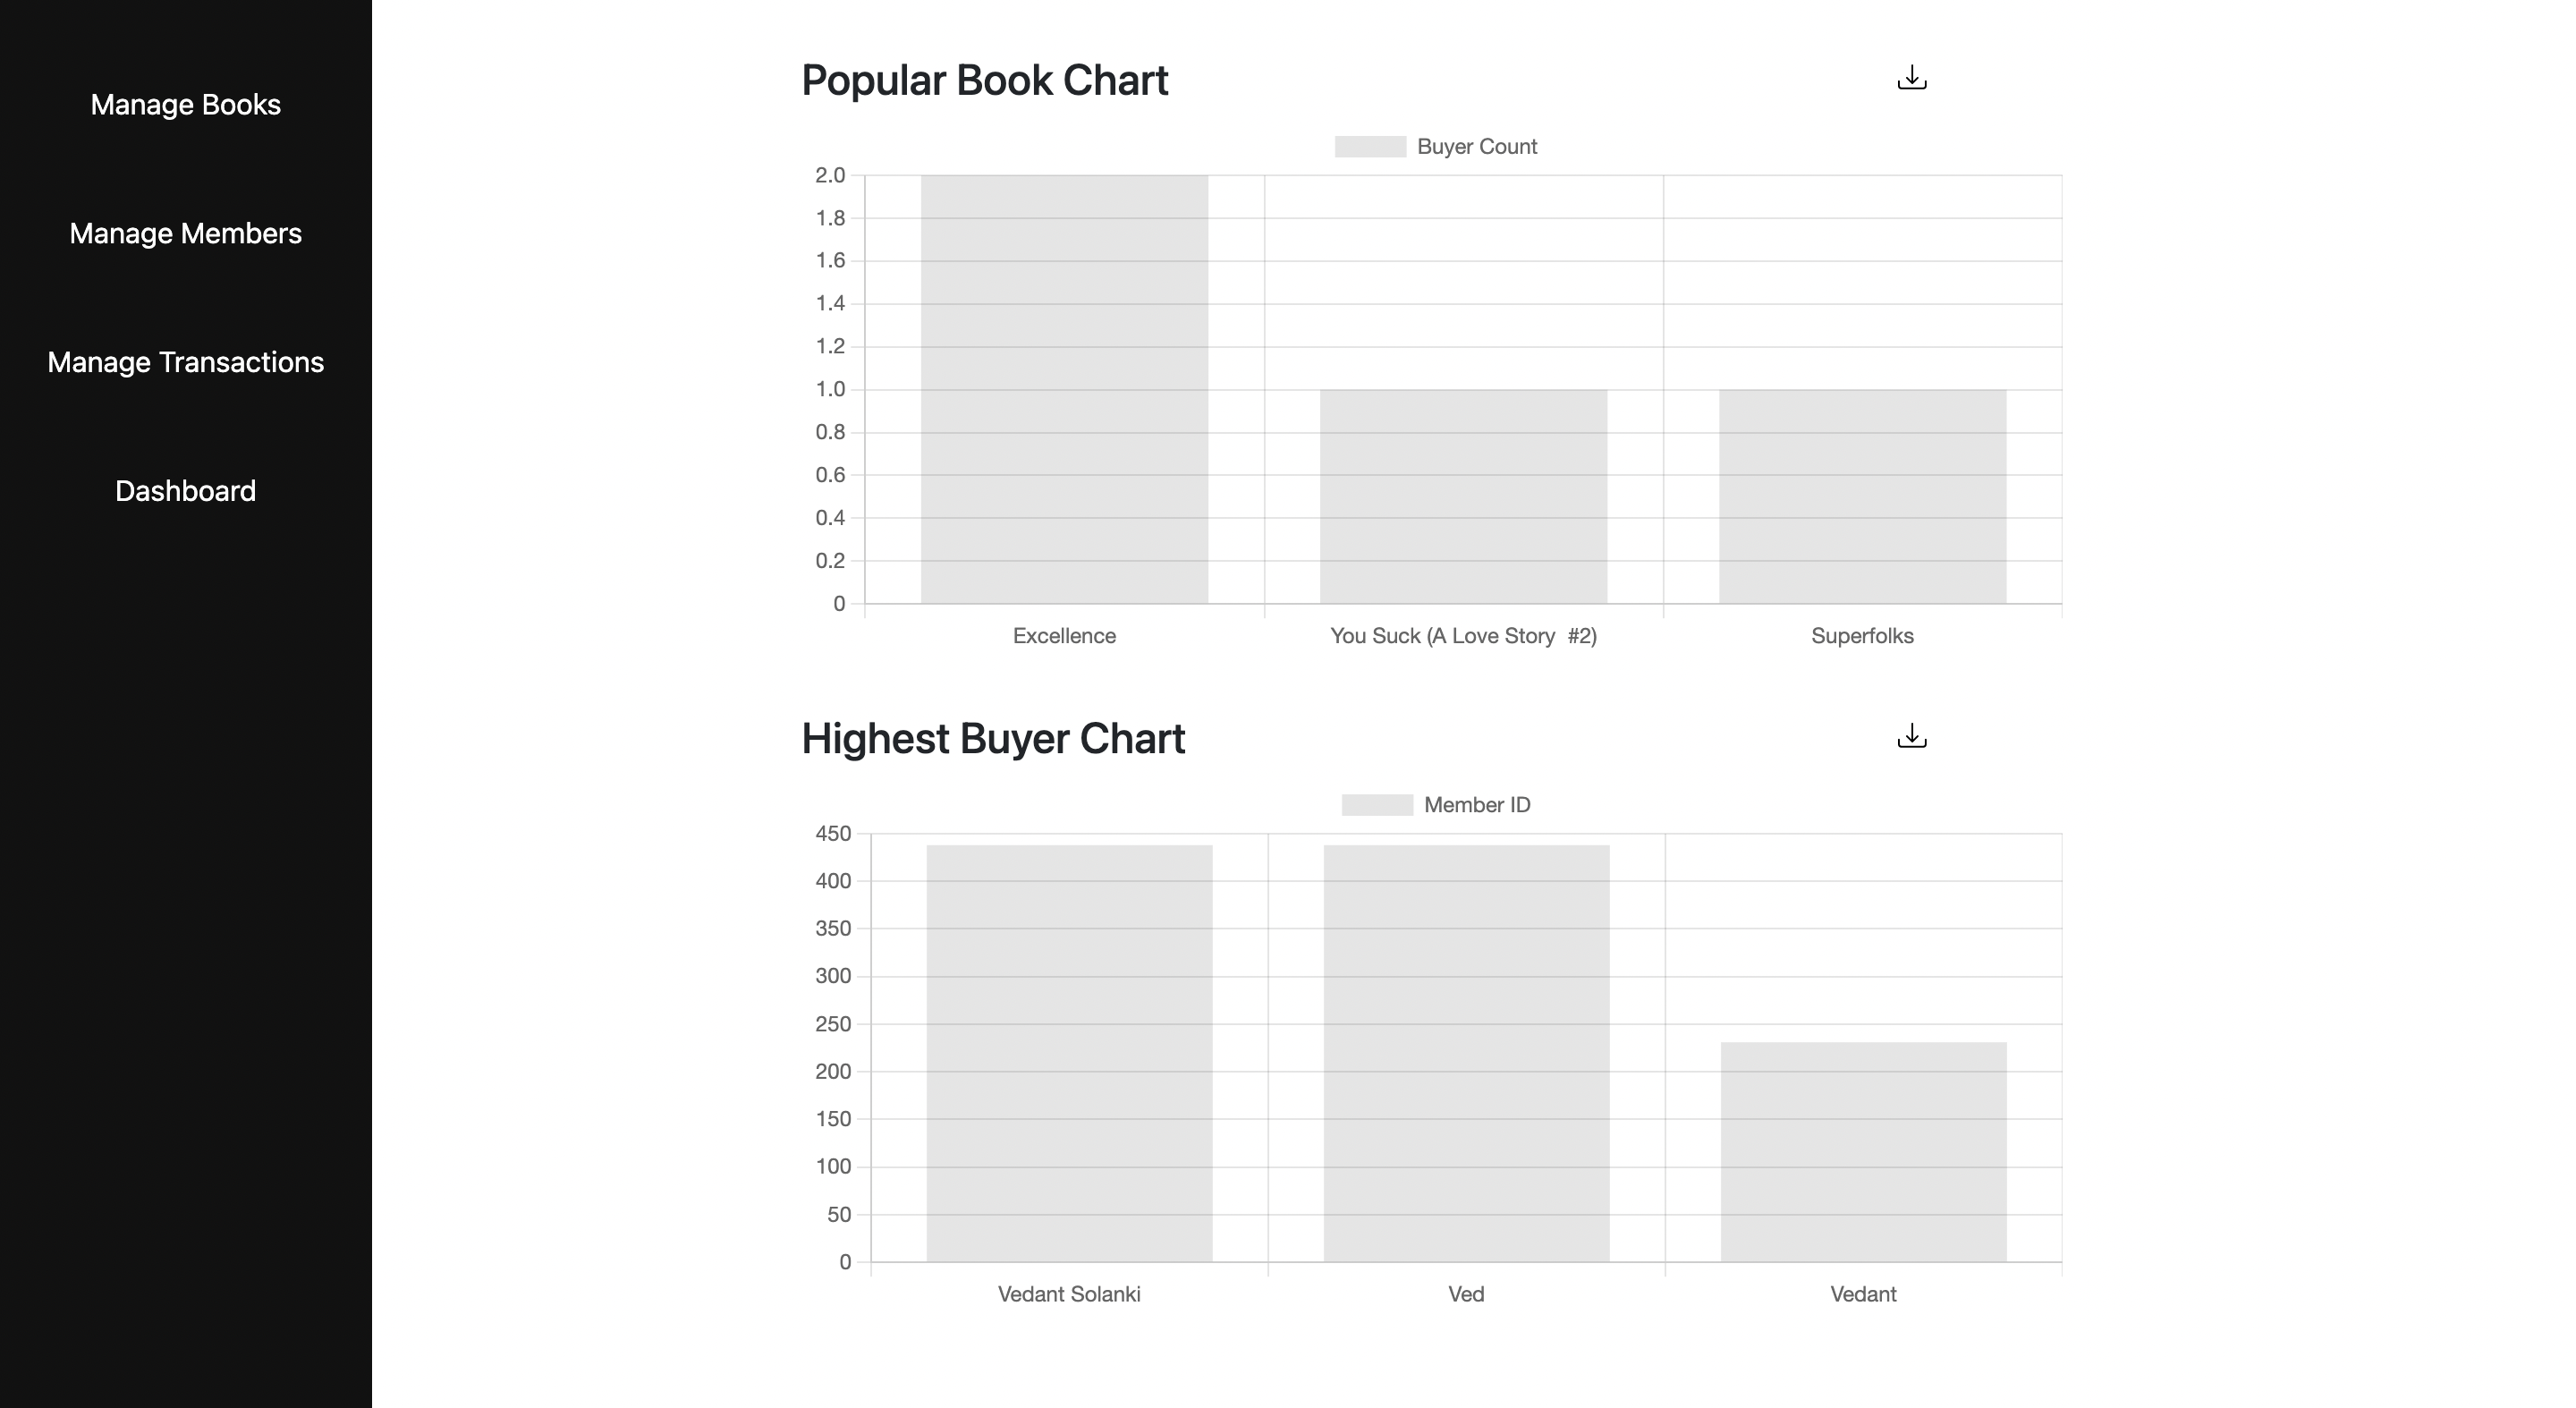 Manage Books
Manage Members
Manage Transactions
Dashboard
Popular Book Chart
Buyer Count
2.0
1.8
1.6
1.4
1.2
1.0
0.8
0.6
0.4
0.2
0
Excellence You Suck (A Love Story  #2) Superfolks
Highest Buyer Chart
Member ID
450
400
350
300
250
200
150
100
50
0
Vedant Solanki Ved Vedant